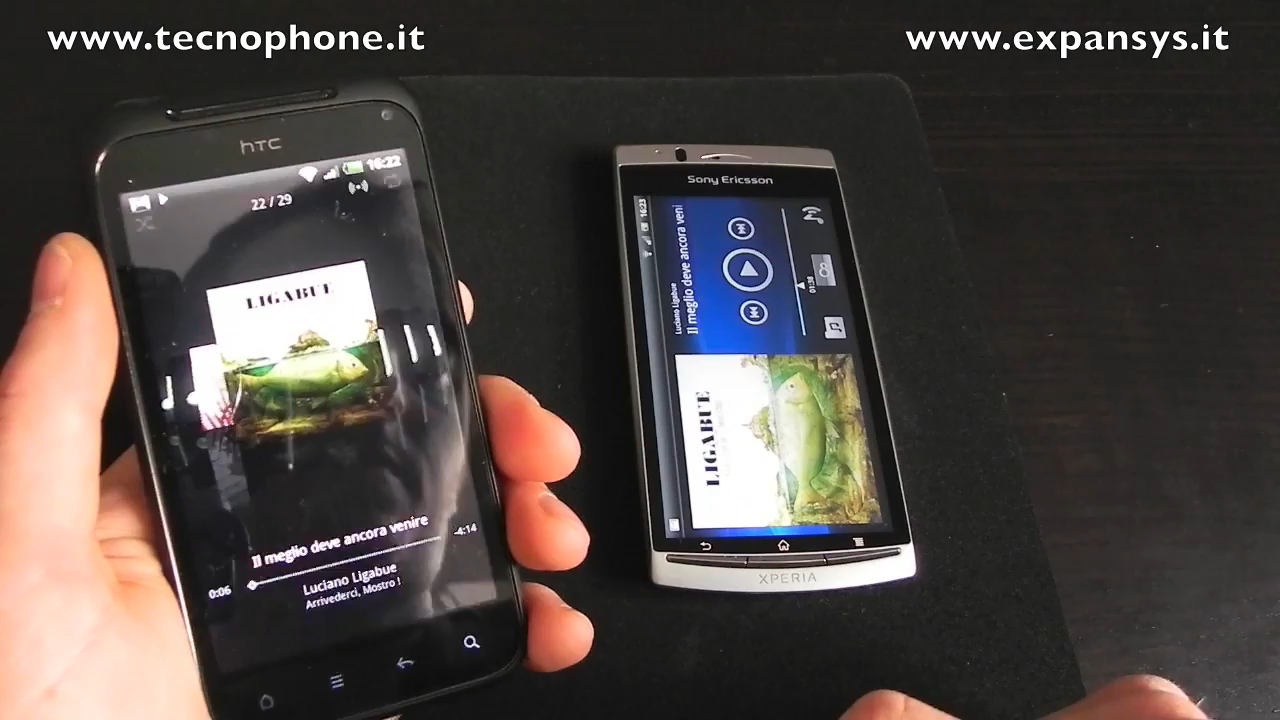 www.tecnophone.it
www.expansys.it
hTC
16:22
22 / 29
LIGABUE
Il meglio deve ancora venire
0:06
-4:14
Luciano Ligabue
Arrivederci, Mostro !
Sony Ericsson
16:23
Luciano Ligabue
Il meglio deve ancora veni
01:38
LIGABUE
XPERIA